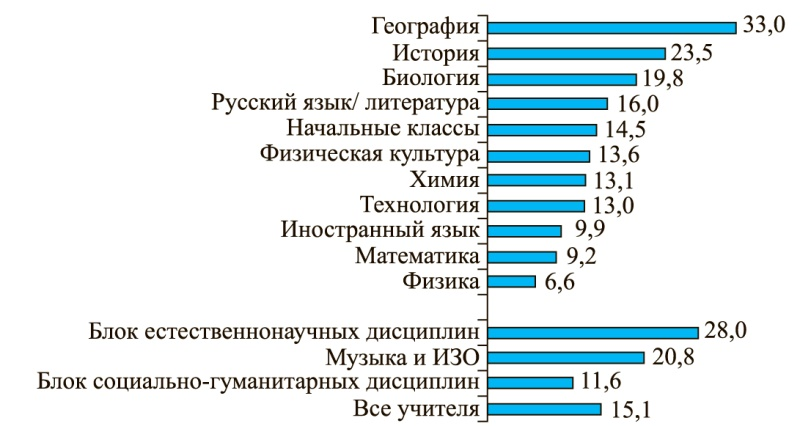 География 33,0
История 23,5
Биология 19,8
Русский язык/ литература 16,0
Начальные классы 14,5
Физическая культура 13,6
Химия 13,1
Технология 13,0
Иностранный язык 9,9
Математика 9,2
Физика 6,6
Блок естественнонаучных дисциплин 28,0
Музыка и ИЗО 20,8
Блок социально-гуманитарных дисциплин 11,6
Все учителя 15,1